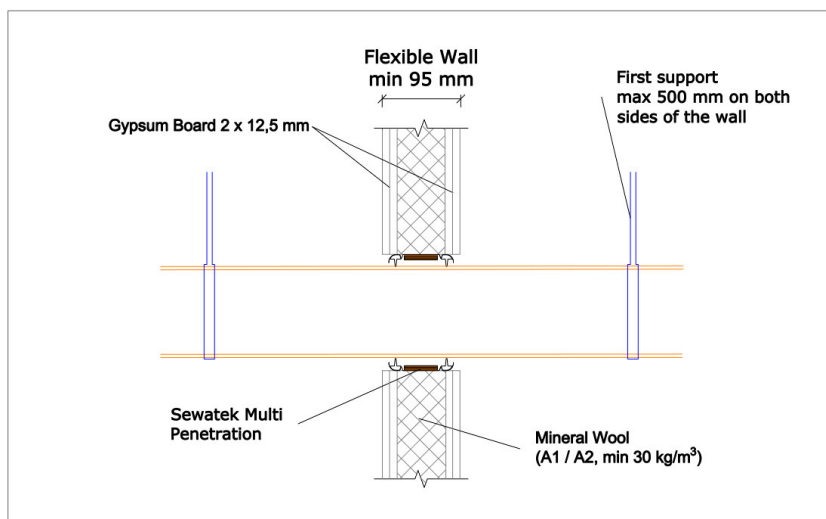 Flexible Wall
min 95 mm
First support
max 500 mm on both
sides of the wall
Gypsum Board 2 x 12,5 mm
Sewatek Multi
Penetration
Mineral Wool
(A1 / A2, min 30 kg/m³)